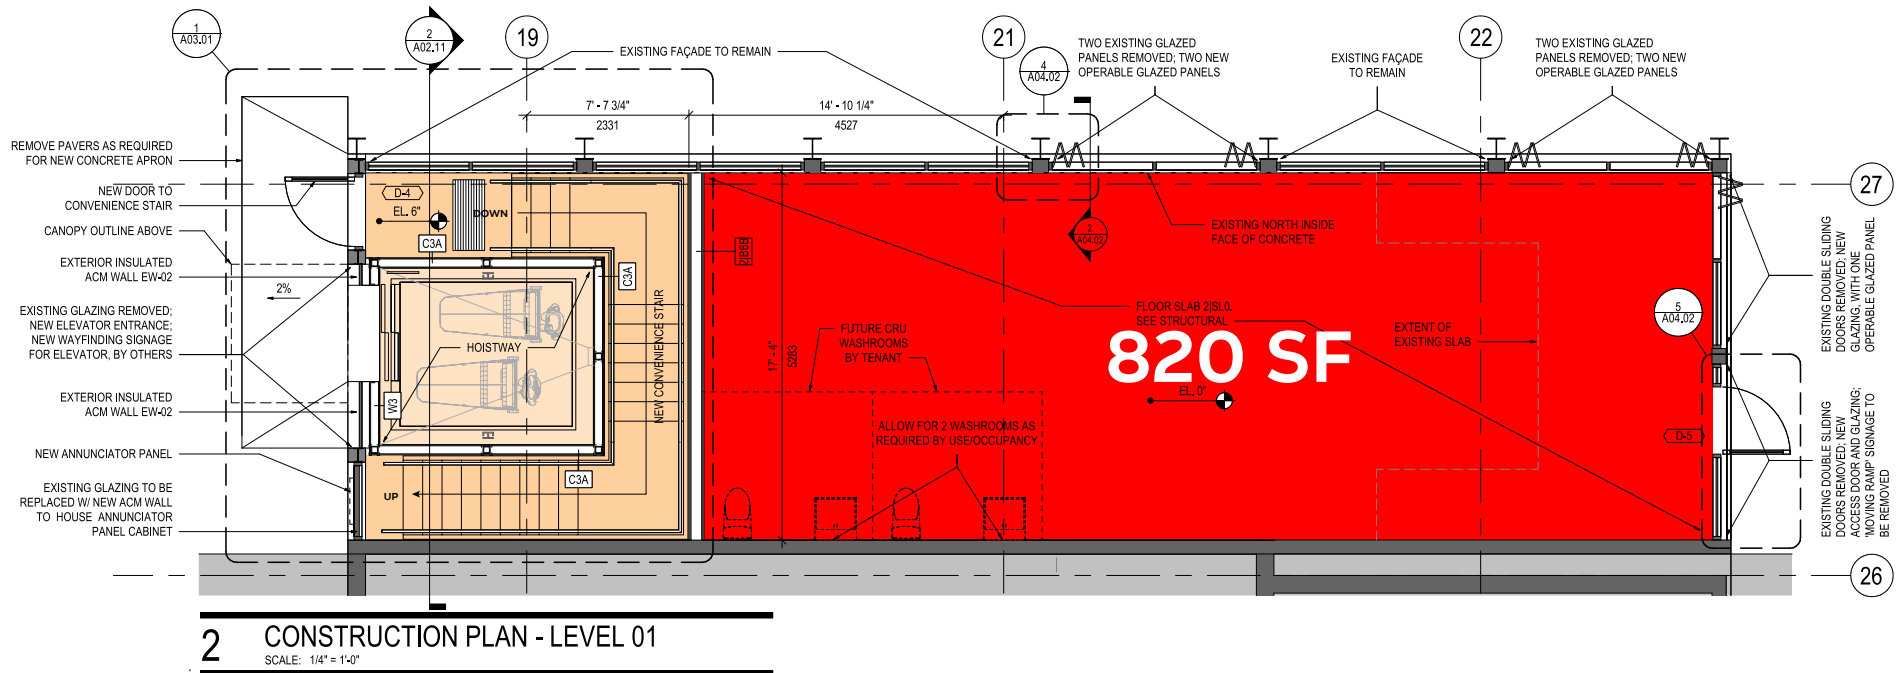 1
A03.01
2
A02.11
19
EXISTING FAÇADE TO REMAIN
21
4
A04.02
TWO EXISTING GLAZED
PANELS REMOVED; TWO NEW
OPERABLE GLAZED PANELS
EXISTING FAÇADE
TO REMAIN
22
TWO EXISTING GLAZED
PANELS REMOVED; TWO NEW
OPERABLE GLAZED PANELS
7' - 7 3/4"
2331
14' - 10 1/4"
4527
REMOVE PAVERS AS REQUIRED
FOR NEW CONCRETE APRON
NEW DOOR TO
CONVENIENCE STAIR
CANOPY OUTLINE ABOVE
EXTERIOR INSULATED
ACM WALL EW-02
2%
EXISTING GLAZING REMOVED;
NEW ELEVATOR ENTRANCE;
NEW WAYFINDING SIGNAGE
FOR ELEVATOR, BY OTHERS
EXTERIOR INSULATED
ACM WALL EW-02
NEW ANNUNCIATOR PANEL
EXISTING GLAZING TO BE
REPLACED W/ NEW ACM WALL
TO HOUSE ANNUNCIATOR
PANEL CABINET
D-4
EL. 6"
DOWN
C3A
C3A
HOISTWAY
W3
NEW CONVENIENCE STAIR
C3A
UP
2|B6B
17' - 4"
5283
FUTURE CRU
WASHROOMS
BY TENANT
ALLOW FOR 2 WASHROOMS AS
REQUIRED BY USE/OCCUPANCY
2
A04.02
EXISTING NORTH INSIDE
FACE OF CONCRETE
FLOOR SLAB 2|SL0.
SEE STRUCTURAL
820 SF
EL. 0"
EXTENT OF
EXISTING SLAB
5
A04.02
D-5
27
EXISTING DOUBLE SLIDING
DOORS REMOVED; NEW
GLAZING, WITH ONE
OPERABLE GLAZED PANEL
EXISTING DOUBLE SLIDING
DOORS REMOVED; NEW
ACCESS DOOR AND GLAZING;
'MOVING RAMP' SIGNAGE TO
BE REMOVED
26
2
CONSTRUCTION PLAN - LEVEL 01
SCALE: 1/4" = 1'-0"